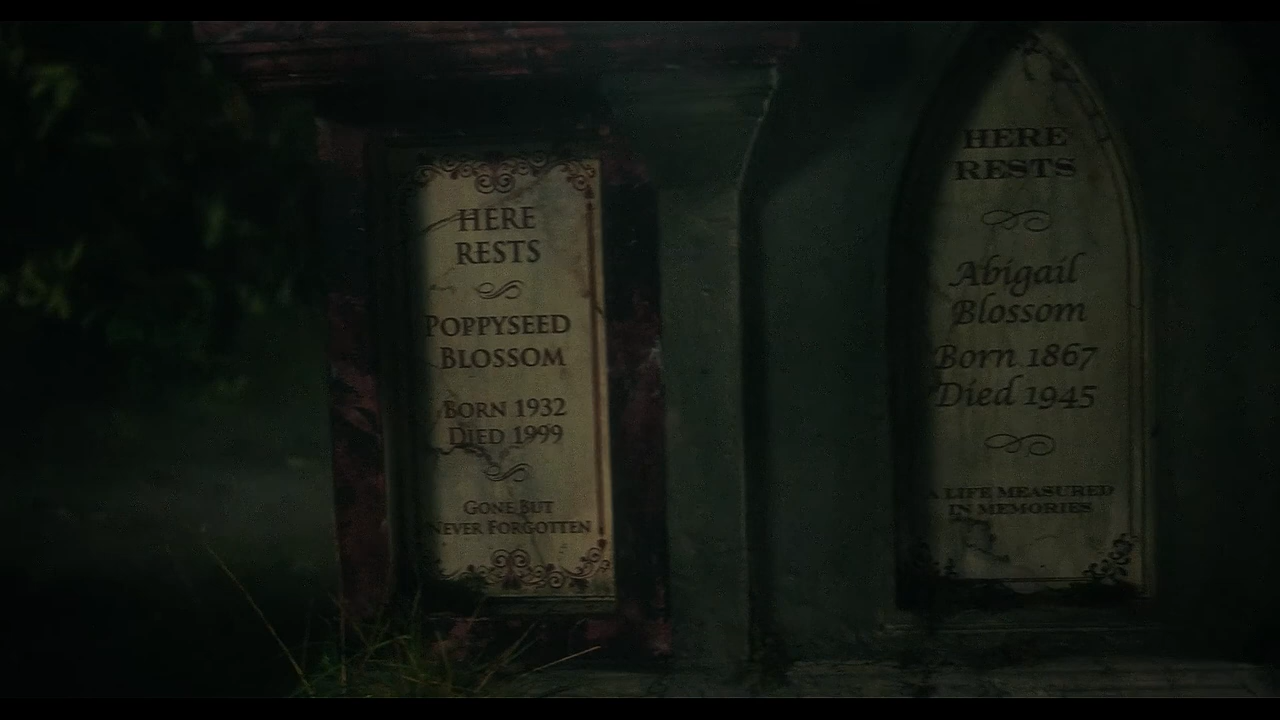 HERE
RESTS
POPPYSEED
BLOSSOM
BORN 1932
DIED 1999
GONE BUT
NEVER FORGOTTEN
HERE
RESTS
Abigail
Blossom
Born 1867
Died 1945
A LIFE MEASURED
IN MEMORIES